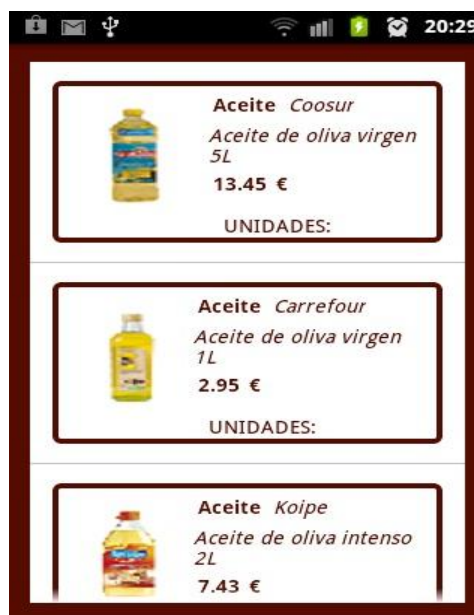 20:29
Aceite Coosur
Aceite de oliva virgen
5L
13.45 €
UNIDADES:
Aceite Carrefour
Aceite de oliva virgen
1L
2.95 €
UNIDADES:
Aceite Koipe
Aceite de oliva intenso
2L
7.43 €